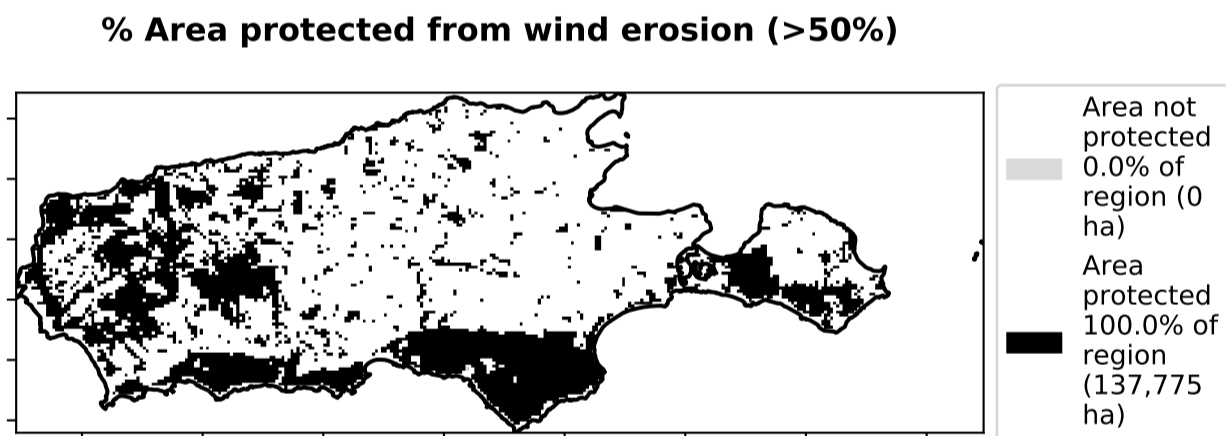 % Area protected from wind erosion (>50%)
Area not
protected
0.0% of
region (0
ha)
Area
protected
100.0% of
region
(137,775
ha)